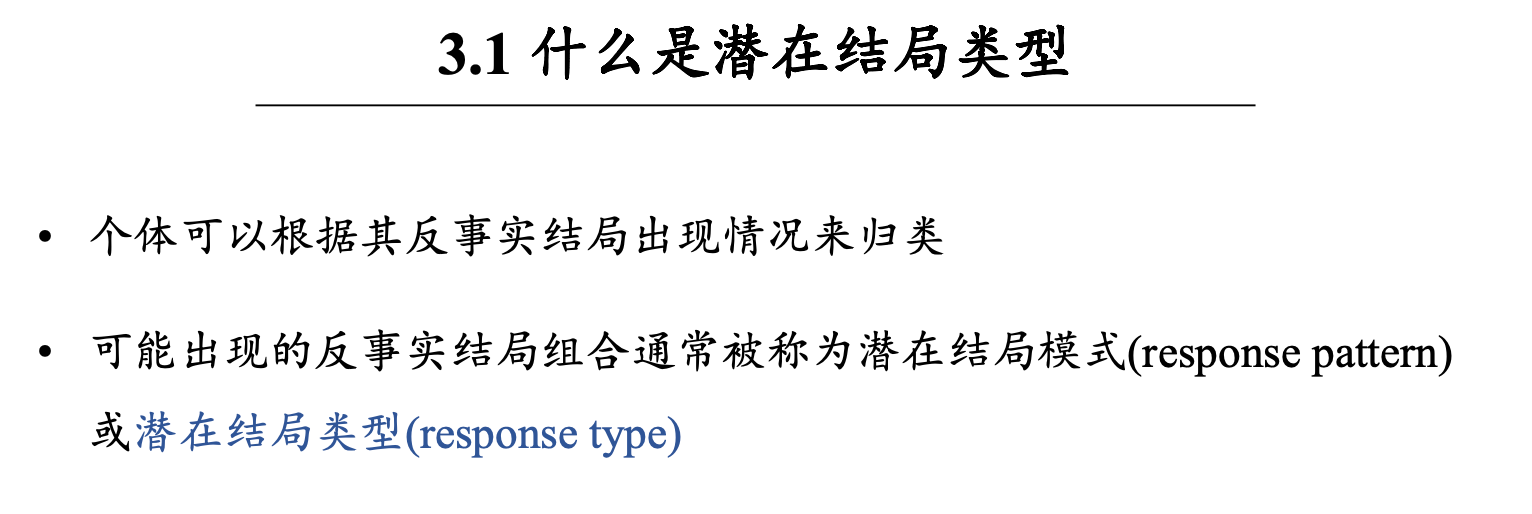 3.1 什么是潜在结局类型
• 个体可以根据其反事实结局出现情况来归类
• 可能出现的反事实结局组合通常被称为潜在结局模式(response pattern)
或潜在结局类型(response type)